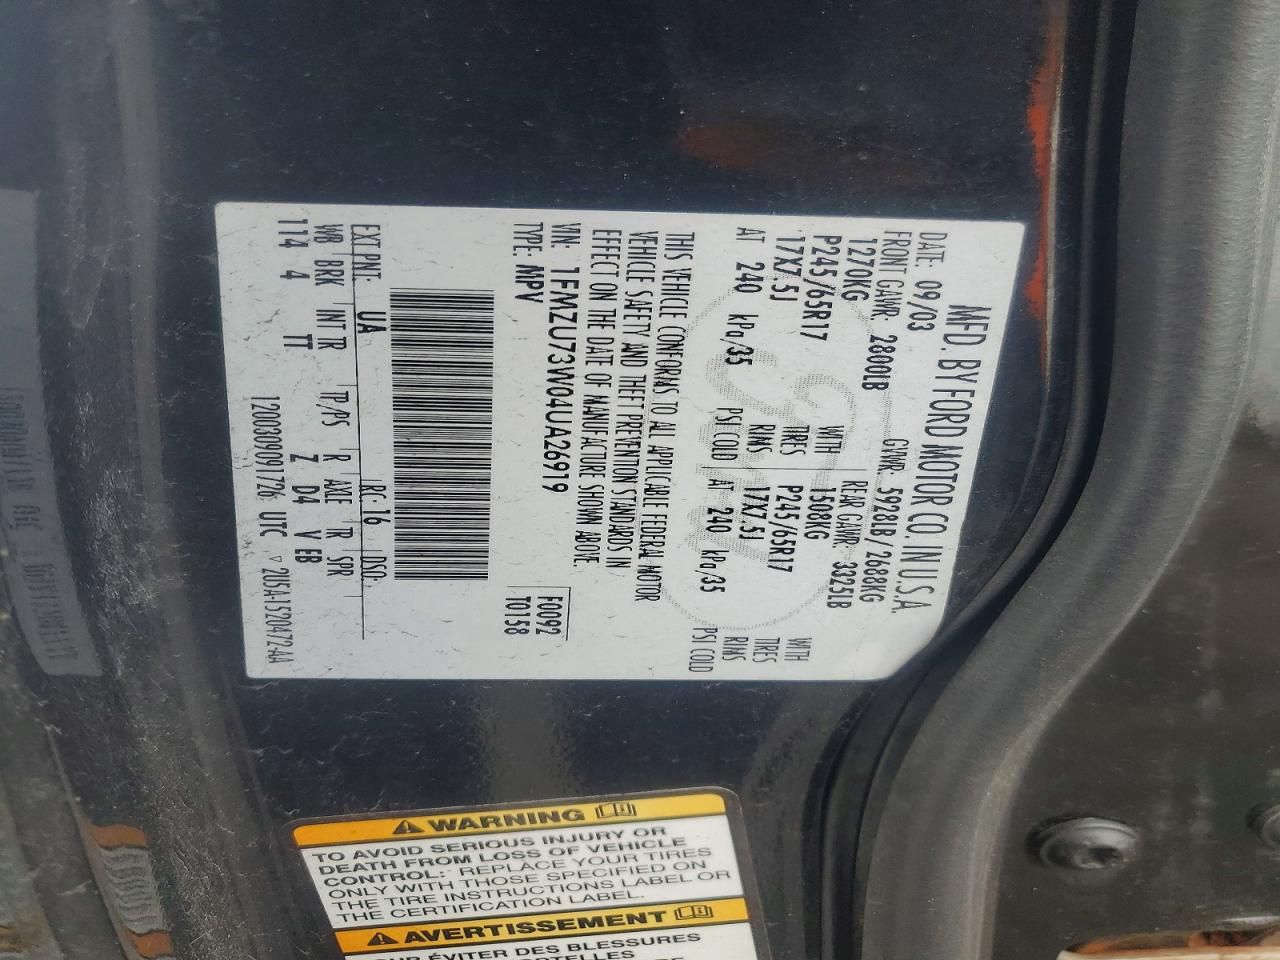 MFD. BY FORD MOTOR CO. IN U.S.A.
DATE: 09/03 GVWR: 5928LB/2688KG
FRONT GAWR: 2800LB REAR GAWR: 3325LB
1270KG WITH 1508KG WITH
P245/65R17 TIRES P245/65R17 TIRES
17X7.5J RIMS 17X7.5J RIMS
AT 240 kPa/35 PSI COLD AT 240 kPa/35 PSI COLD
THIS VEHICLE CONFORMS TO ALL APPLICABLE FEDERAL MOTOR
VEHICLE SAFETY AND THEFT PREVENTION STANDARDS IN
EFFECT ON THE DATE OF MANUFACTURE SHOWN ABOVE.
VIN: 1FMZU73W04UA26919
TYPE: MPV
F0092
T0158
EXT PNT: UA RC: 16 DSO:
WB BRK INT TR TP/PS R AXLE TR SPR
114 4 TT Z D4 V EB
12003090917
26 UTC ▽ 2U5A1520472AA
WARNING
TO AVOID SERIOUS INJURY OR
DEATH FROM LOSS OF VEHICLE
CONTROL: REPLACE YOUR TIRES
ONLY WITH THOSE SPECIFIED ON
THE TIRE INSTRUCTIONS LABEL OR
THE CERTIFICATION LABEL.
AVERTISSEMENT
ÉVITER DES BLESSURES